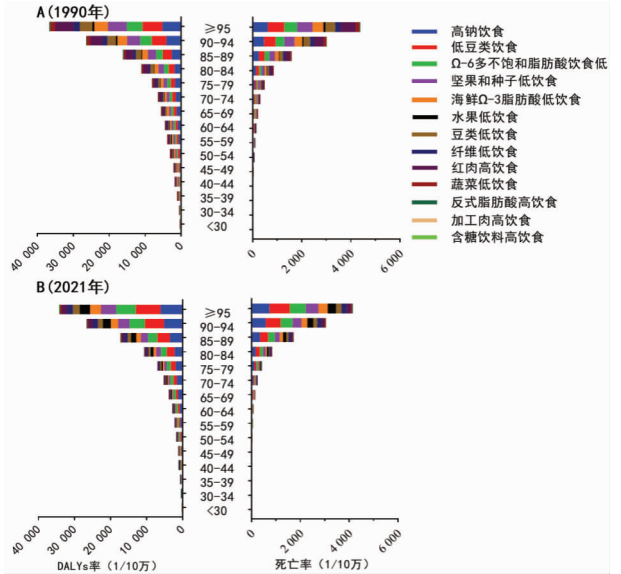 A(1990年)
≥95
90-94
85-89
80-84
75-79
70-74
65-69
60-64
55-59
50-54
45-49
40-44
35-39
30-34
<30
40 000 30 000 20 000 10 000 0
0 2 000 4 000 6 000
高钠饮食
低豆类饮食
Ω-6多不饱和脂肪酸饮食低
坚果和种子低饮食
海鲜Ω-3脂肪酸低饮食
水果低饮食
豆类低饮食
纤维低饮食
红肉高饮食
蔬菜低饮食
反式脂肪酸高饮食
加工肉高饮食
含糖饮料高饮食
B(2021年)
≥95
90-94
85-89
80-84
75-79
70-74
65-69
60-64
55-59
50-54
45-49
40-44
35-39
30-34
<30
40 000 30 000 20 000 10 000 0
0 2 000 4 000 6 000
DALYs率（1/10万）
死亡率（1/10万）